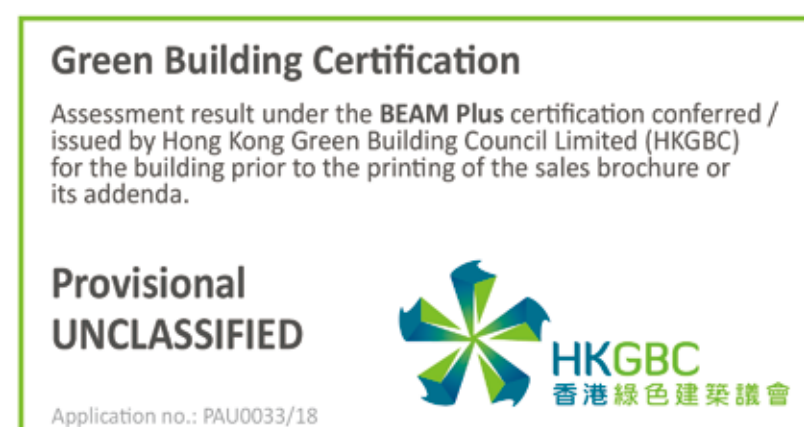 Green Building Certification
Assessment result under the BEAM Plus certification conferred /
issued by Hong Kong Green Building Council Limited (HKGBC)
for the building prior to the printing of the sales brochure or
its addenda.
Provisional
UNCLASSIFIED
HKGBC
香港綠色建築議會
Application no.: PAU0033/18